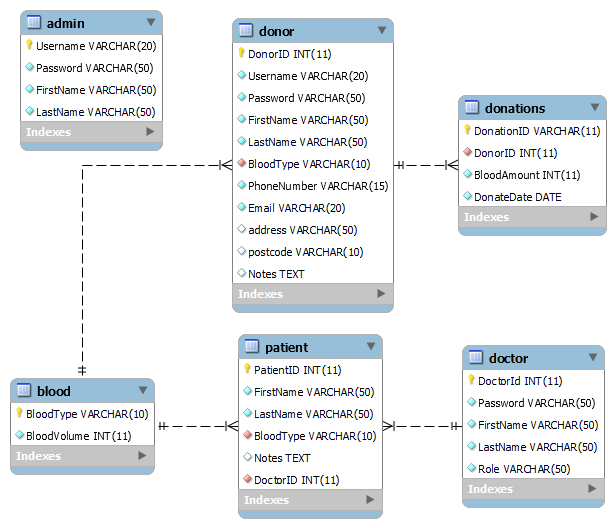 admin
Username VARCHAR(20)
Password VARCHAR(50)
FirstName VARCHAR(50)
LastName VARCHAR(50)
Indexes
donor
DonorID INT(11)
Username VARCHAR(20)
Password VARCHAR(50)
FirstName VARCHAR(50)
LastName VARCHAR(50)
BloodType VARCHAR(10)
PhoneNumber VARCHAR(15)
Email VARCHAR(20)
address VARCHAR(50)
postcode VARCHAR(10)
Notes TEXT
Indexes
donations
DonationID VARCHAR(11)
DonorID INT(11)
BloodAmount INT(11)
DonateDate DATE
Indexes
blood
BloodType VARCHAR(10)
BloodVolume INT(11)
Indexes
patient
PatientID INT(11)
FirstName VARCHAR(50)
LastName VARCHAR(50)
BloodType VARCHAR(10)
Notes TEXT
DoctorID INT(11)
Indexes
doctor
DoctorId INT(11)
Password VARCHAR(50)
FirstName VARCHAR(50)
LastName VARCHAR(50)
Role VARCHAR(50)
Indexes